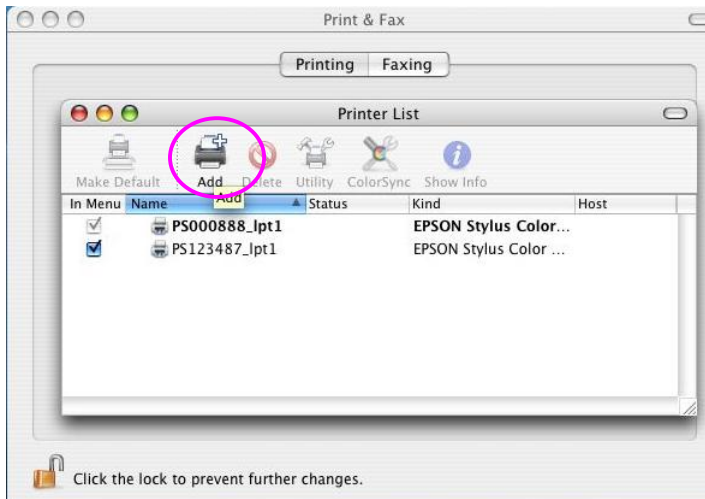 Print & Fax
Printing Faxing
Printer List
Make Default Add Delete Utility ColorSync Show Info
Add
In Menu Name Status Kind Host
PS000888_lpt1 EPSON Stylus Color...
PS123487_lpt1 EPSON Stylus Color ...
Click the lock to prevent further changes.